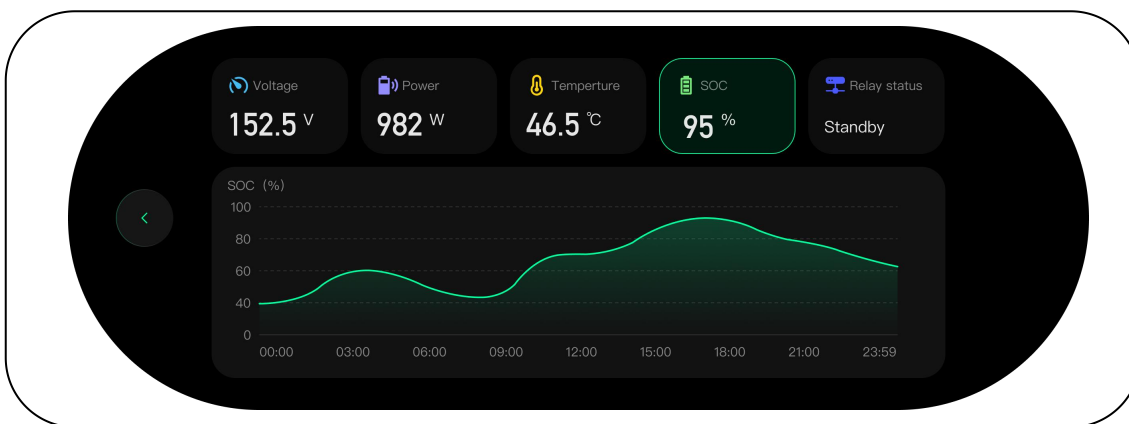 Voltage
152.5 V
Power
982 W
Temperture
46.5 ℃
SOC
95 %
Relay status
Standby
SOC (%)
100
80
60
40
0
00:00 03:00 06:00 09:00 12:00 15:00 18:00 21:00 23:59